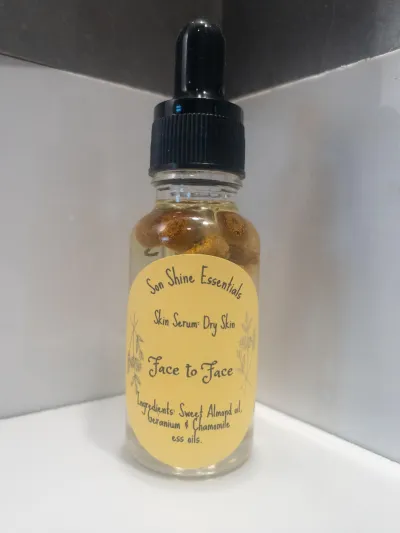 Son Shine Essentials
Skin Serum: Dry Skin
Face to Face
Ingredients: Sweet Almond oil,
Geranium & Chamomile
ess oils.